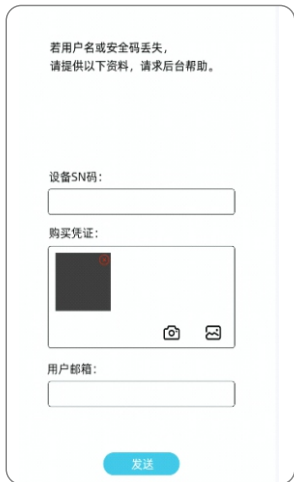 若用户名或安全码丢失，
请提供以下资料，请求后台帮助。
设备SN码：
购买凭证：
用户邮箱：
发送